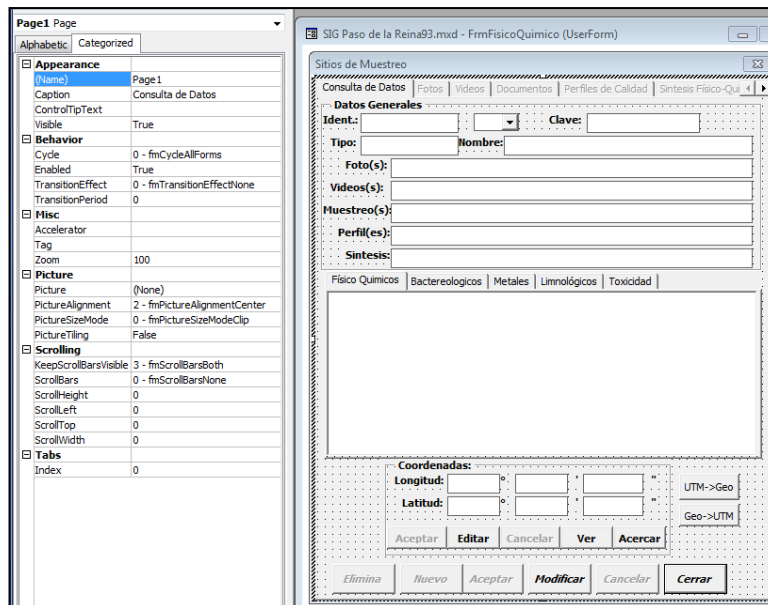 Page1 Page
Alphabetic Categorized
Appearance
(Name) Page1
Caption Consulta de Datos
ControlTipText
Visible True
Behavior
Cycle 0 - fmCycleAllForms
Enabled True
TransitionEffect 0 - fmTransitionEffectNone
TransitionPeriod 0
Misc
Accelerator
Tag
Zoom 100
Picture
Picture (None)
PictureAlignment 2 - fmPictureAlignmentCenter
PictureSizeMode 0 - fmPictureSizeModeClip
PictureTiling False
Scrolling
KeepScrollBarsVisible 3 - fmScrollBarsBoth
ScrollBars 0 - fmScrollBarsNone
ScrollHeight 0
ScrollLeft 0
ScrollTop 0
ScrollWidth 0
Tabs
Index 0
SIG Paso de la Reina93.mxd - FrmFisicoQuimico (UserForm)
Sitios de Muestreo
Consulta de Datos Fotos Videos Documentos Perfiles de Calidad Sintesis Físico-Quí
Datos Generales
Ident.: Clave:
Tipo: Nombre:
Foto(s):
Videos(s):
Muestreo(s):
Perfil(es):
Sintesis:
Físico Quimicos Bactereologicos Metales Limnológicos Toxicidad
Coordenadas:
Longitud: º ' "
Latitud: º ' "
UTM->Geo
Geo->UTM
Aceptar Editar Cancelar Ver Acercar
Elimina Nuevo Aceptar Modificar Cancelar Cerrar